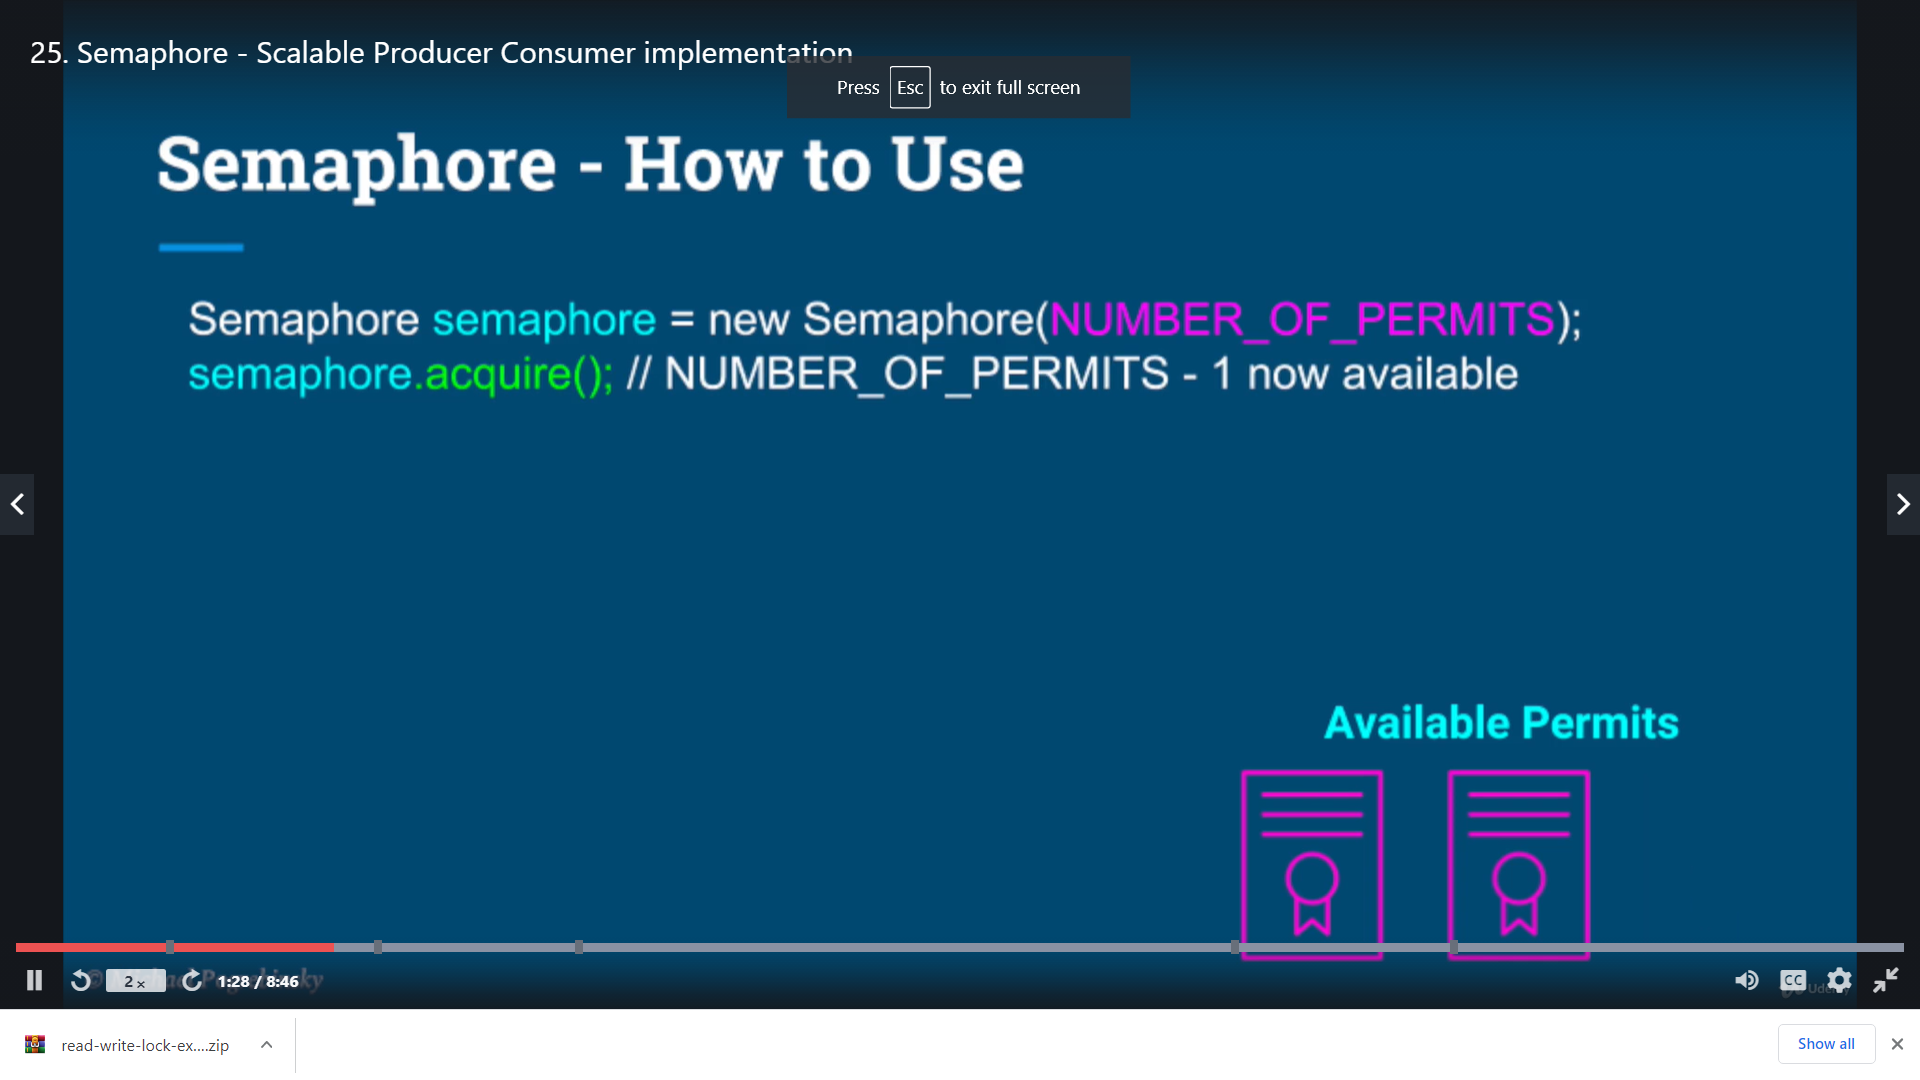 25. Semaphore - Scalable Producer Consumer implementation
Press Esc to exit full screen
Semaphore - How to Use
Semaphore semaphore = new Semaphore(NUMBER_OF_PERMITS);
semaphore.acquire(); // NUMBER_OF_PERMITS - 1 now available
Available Permits
2 x
1:28 / 8:46
CC
read-write-lock-ex....zip
Show all